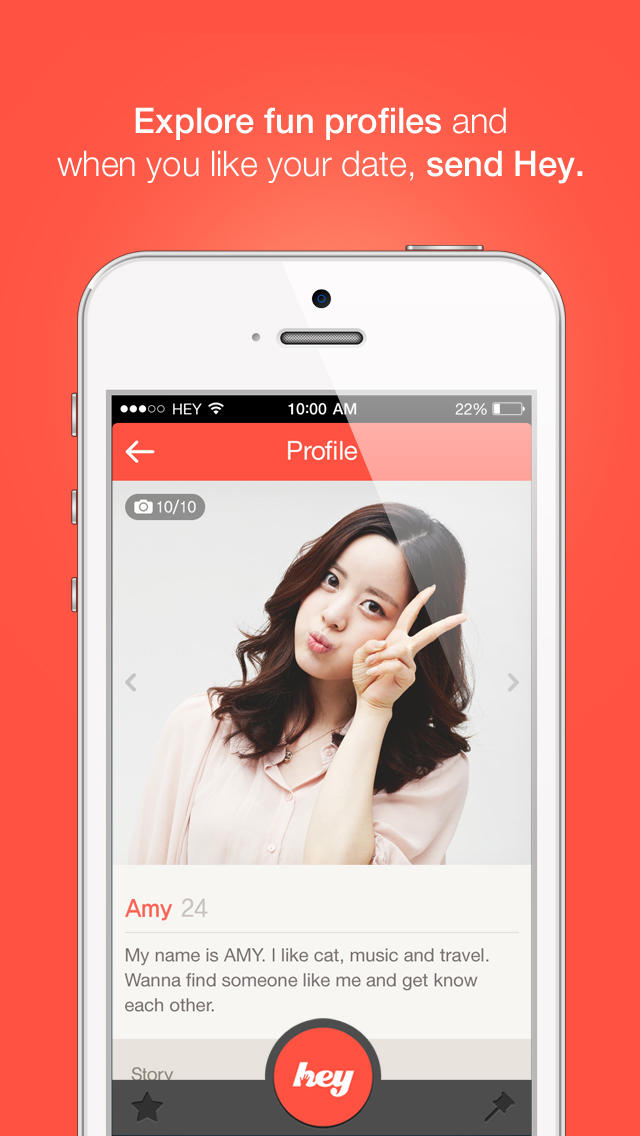 Explore fun profiles and
when you like your date, send Hey.
HEY 10:00 AM 22%
Profile
10/10
Amy 24
My name is AMY. I like cat, music and travel.
Wanna find someone like me and get know
each other.
Story
hey